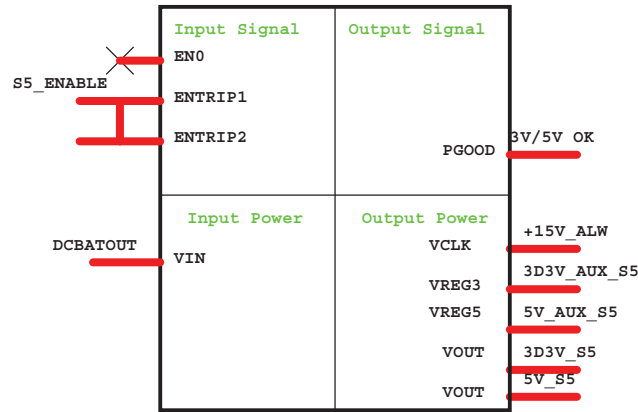 Input Signal Output Signal
EN0
S5_ENABLE
ENTRIP1
ENTRIP2
3V/5V OK
PGOOD
Input Power Output Power
+15V_ALW
DCBATOUT VCLK
VIN
3D3V_AUX_S5
VREG3
5V_AUX_S5
VREG5
3D3V_S5
VOUT
5V_S5
VOUT